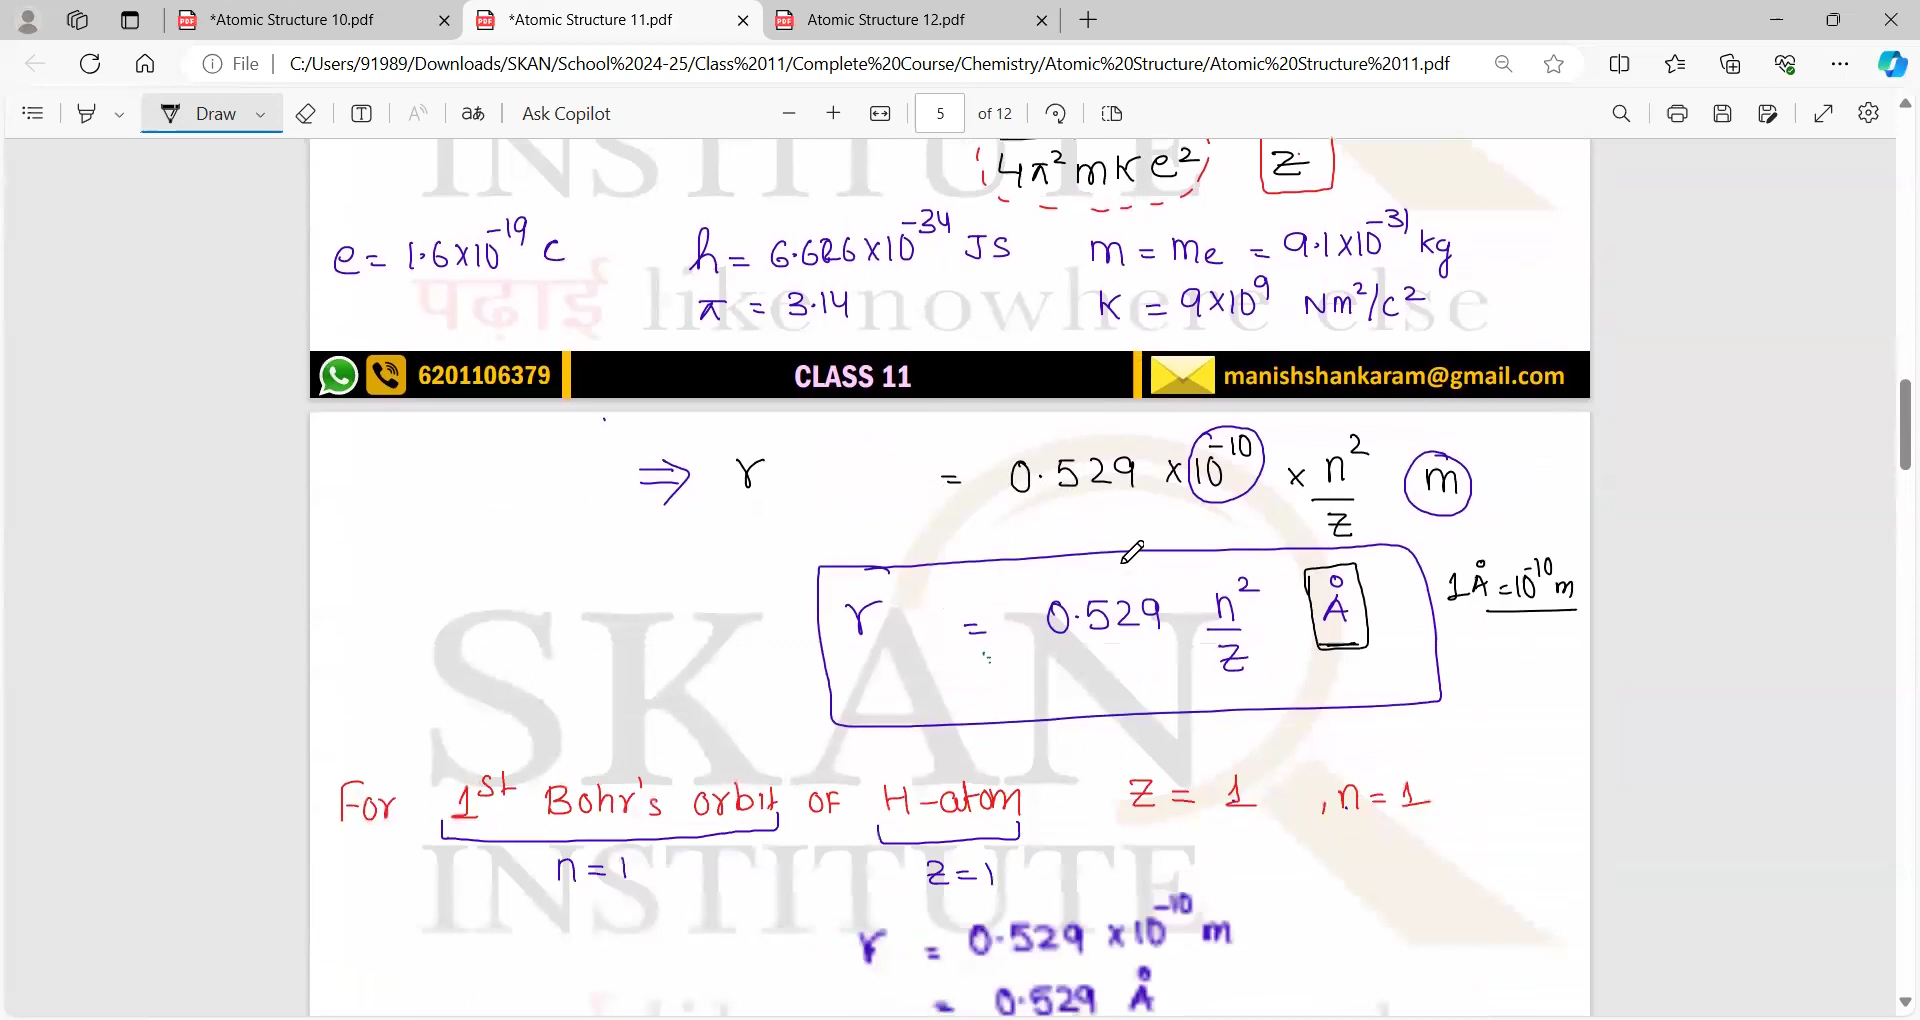 *Atomic Structure 10.pdf *Atomic Structure 11.pdf Atomic Structure 12.pdf
File C:/Users/91989/Downloads/SKAN/School%2024-25/Class%2011/Complete%20Course/Chemistry/Atomic%20Structure/Atomic%20Structure%2011.pdf
Draw aあ Ask Copilot 5 of 12
INSTITUTE
4π²mKe² Z
e = 1.6×10⁻¹⁹ C h = 6.626×10⁻³⁴ JS m = me = 9.1×10⁻³¹ kg
π = 3.14 K = 9×10⁹ Nm²/C²
पढ़ाई like nowhere else
6201106379 CLASS 11 manishshankaram@gmail.com
⇒ r = 0.529 × 10⁻¹⁰ × n²/Z m
r = 0.529 n²/Z Å
1Å = 10⁻¹⁰ m
SKAN
For 1st Bohr's orbit OF H-atom Z = 1 , n = 1
n = 1 z = 1
INSTITUTE
r = 0.529 ×10⁻¹⁰ m
= 0.529 Å